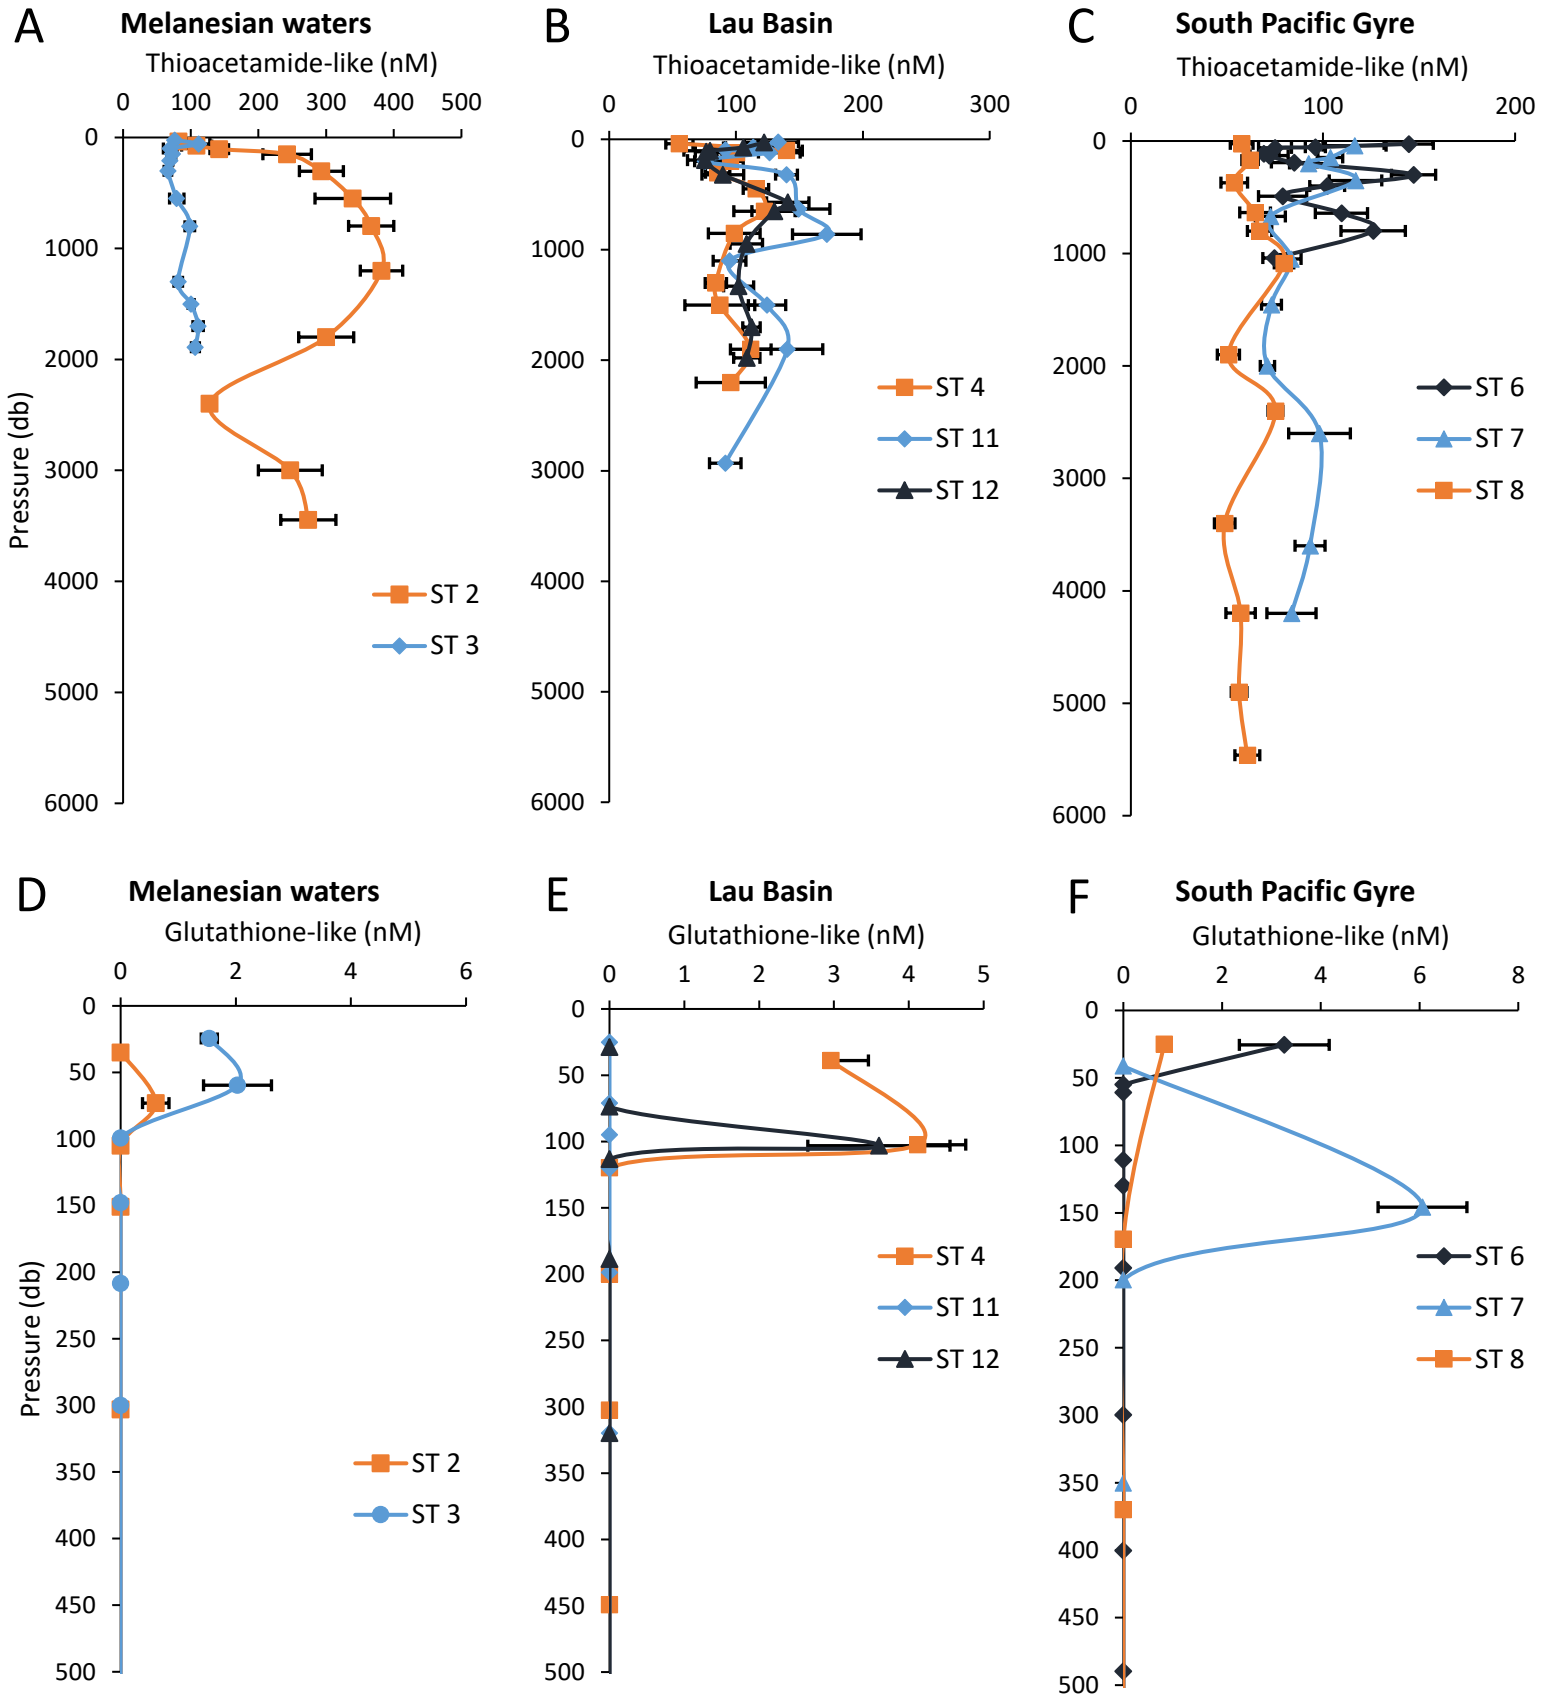 A Melanesian waters
Thioacetamide-like (nM)
0 100 200 300 400 500
0
1000
2000
3000
4000
5000
6000
Pressure (db)
ST 2
ST 3
B Lau Basin
Thioacetamide-like (nM)
0 100 200 300
0
1000
2000
3000
4000
5000
6000
ST 4
ST 11
ST 12
C South Pacific Gyre
Thioacetamide-like (nM)
0 100 200
0
1000
2000
3000
4000
5000
6000
ST 6
ST 7
ST 8
D Melanesian waters
Glutathione-like (nM)
0 2 4 6
0
50
100
150
200
250
300
350
400
450
500
Pressure (db)
ST 2
ST 3
E Lau Basin
Glutathione-like (nM)
0 1 2 3 4 5
0
50
100
150
200
250
300
350
400
450
500
ST 4
ST 11
ST 12
F South Pacific Gyre
Glutathione-like (nM)
0 2 4 6 8
0
50
100
150
200
250
300
350
400
450
500
ST 6
ST 7
ST 8